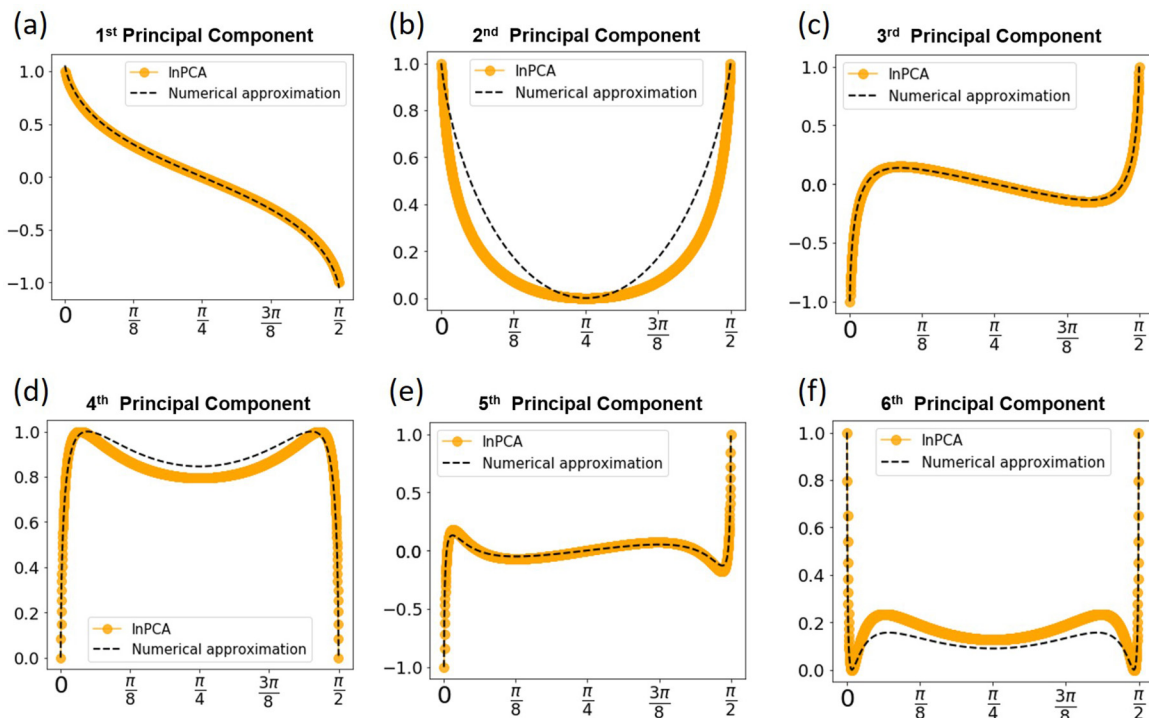 (a)
1st Principal Component
InPCA
Numerical approximation
1.0
0.5
0.0
−0.5
−1.0
0
π/8
π/4
3π/8
π/2
(b)
2nd Principal Component
InPCA
Numerical approximation
1.0
0.8
0.6
0.4
0.2
0.0
0
π/8
π/4
3π/8
π/2
(c)
3rd Principal Component
InPCA
Numerical approximation
1.0
0.5
0.0
−0.5
−1.0
0
π/8
π/4
3π/8
π/2
(d)
4th Principal Component
1.0
0.8
0.6
0.4
0.2
0.0
InPCA
Numerical approximation
0
π/8
π/4
3π/8
π/2
(e)
5th Principal Component
InPCA
Numerical approximation
1.0
0.5
0.0
−0.5
−1.0
0
π/8
π/4
3π/8
π/2
(f)
6th Principal Component
InPCA
Numerical approximation
1.0
0.8
0.6
0.4
0.2
0.0
0
π/8
π/4
3π/8
π/2